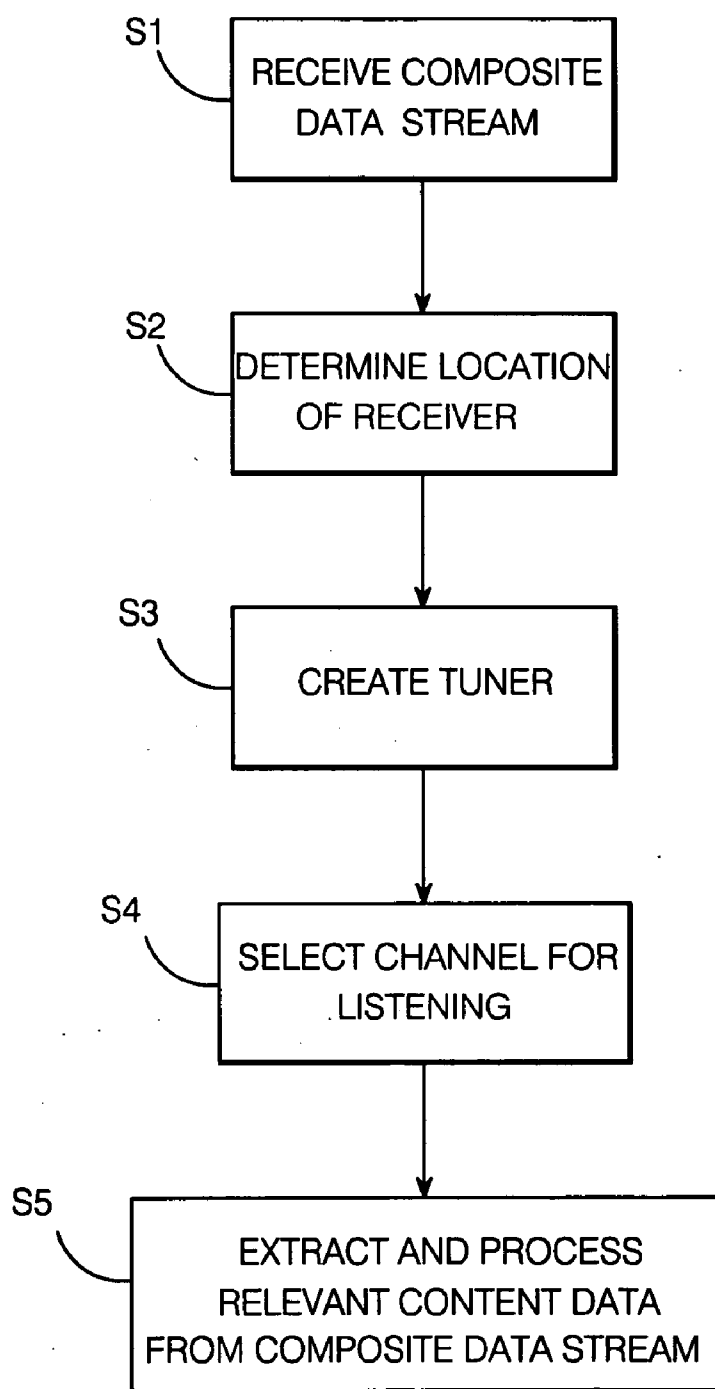 S1
RECEIVE COMPOSITE
DATA STREAM
S2
DETERMINE LOCATION
OF RECEIVER
S3
CREATE TUNER
S4
SELECT CHANNEL FOR
LISTENING
S5
EXTRACT AND PROCESS
RELEVANT CONTENT DATA
FROM COMPOSITE DATA STREAM